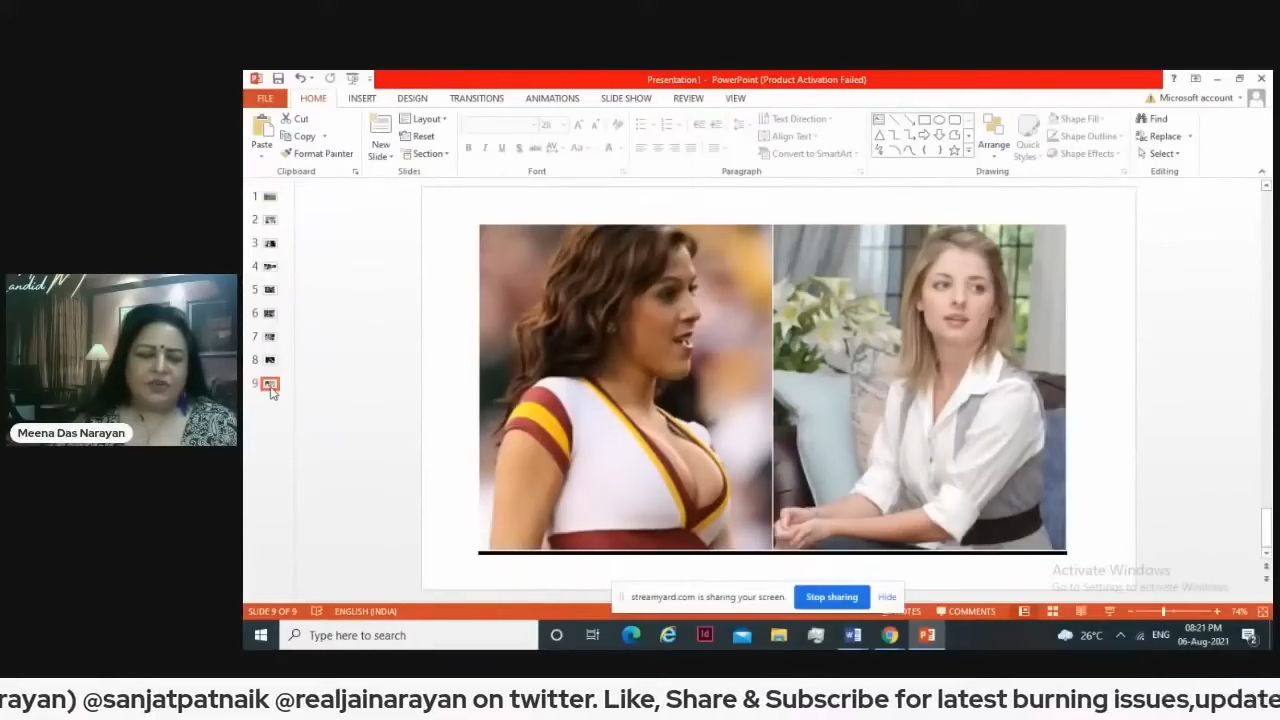 Presentation1 - PowerPoint (Product Activation Failed)
FILE HOME INSERT DESIGN TRANSITIONS ANIMATIONS SLIDE SHOW REVIEW VIEW Microsoft account
Paste
Cut
Copy
Format Painter
Clipboard
New Slide
Layout
Reset
Section
Slides
28
B I U S abc AV Aa A
Font
Text Direction
Align Text
Convert to SmartArt
Paragraph
Arrange
Quick Styles
Shape Fill
Shape Outline
Shape Effects
Drawing
Find
Replace
Select
Editing
1
2
3
4
5
6
7
8
9
andid M
Meena Das Narayan
Activate Windows
Go to Settings to activate Windows.
streamyard.com is sharing your screen. Stop sharing Hide
SLIDE 9 OF 9 ENGLISH (INDIA) NOTES COMMENTS 74%
Type here to search
26°C ENG 08:21 PM
06-Aug-2021
2
rayan) @sanjatpatnaik @realjainarayan on twitter. Like, Share & Subscribe for latest burning issues,update